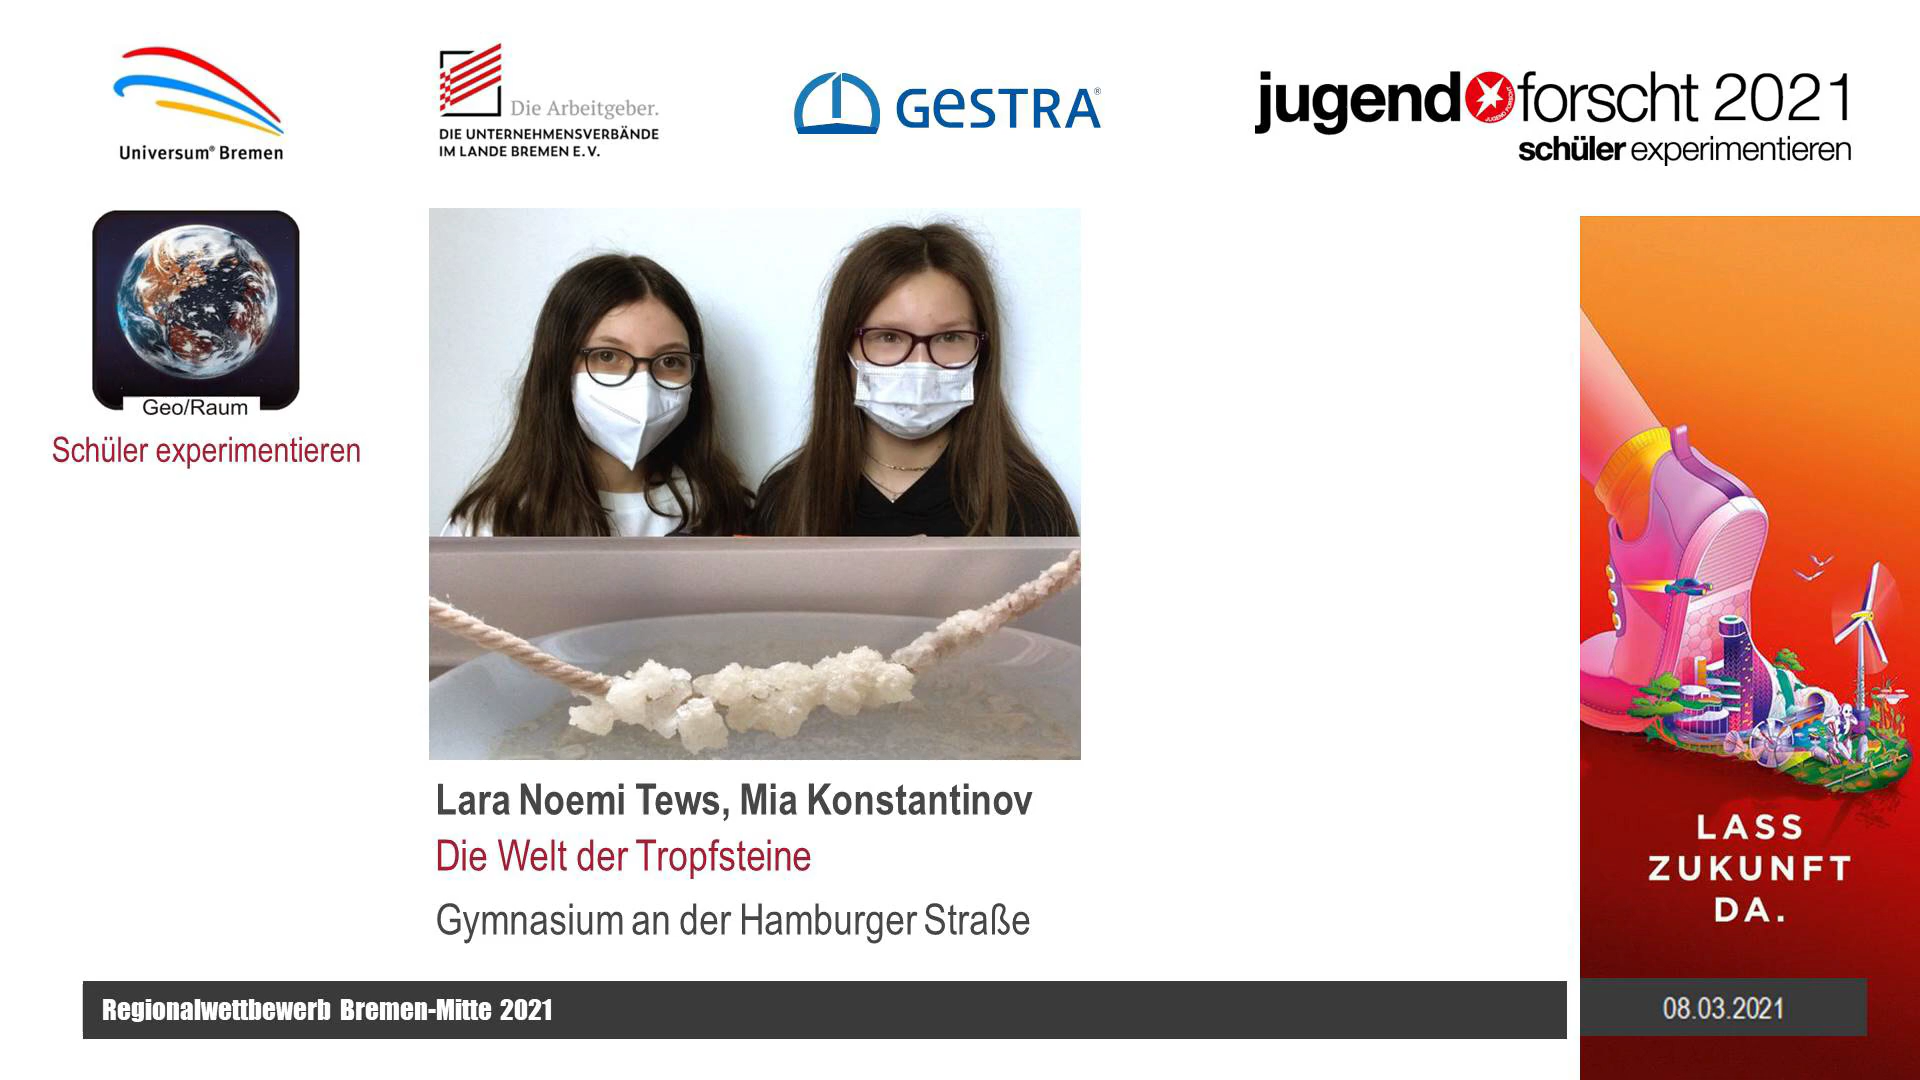 Universum® Bremen
Die Arbeitgeber.
DIE UNTERNEHMENSVERBÄNDE
IM LANDE BREMEN E.V.
GESTRA®
jugend forscht 2021
JUGEND FORSCHT
schüler experimentieren
Geo/Raum
Schüler experimentieren
Lara Noemi Tews, Mia Konstantinov
Die Welt der Tropfsteine
Gymnasium an der Hamburger Straße
LASS
ZUKUNFT
DA.
Regionalwettbewerb Bremen-Mitte 2021
08.03.2021